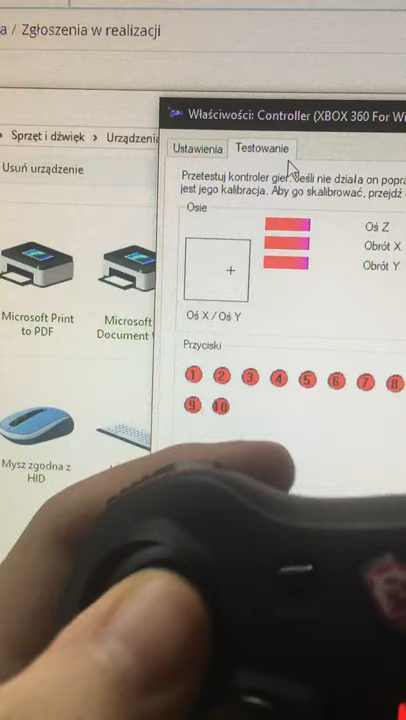 a / Zgłoszenia w realizacji
Właściwości: Controller (XBOX 360 For Wi
Sprzęt i dźwięk > Urządzenia
Usuń urządzenie
Ustawienia
Testowanie
Przetestuj kontroler gier. Jeśli nie działa on popra
jest jego kalibracja. Aby go skalibrować, przejdź
Osie
Oś Z
Obrót X
Obrót Y
Oś X / Oś Y
Microsoft Print
to PDF
Microsoft
Document
Przyciski
1 2 3 4 5 6 7 8
9 10
Mysz zgodna z
HID